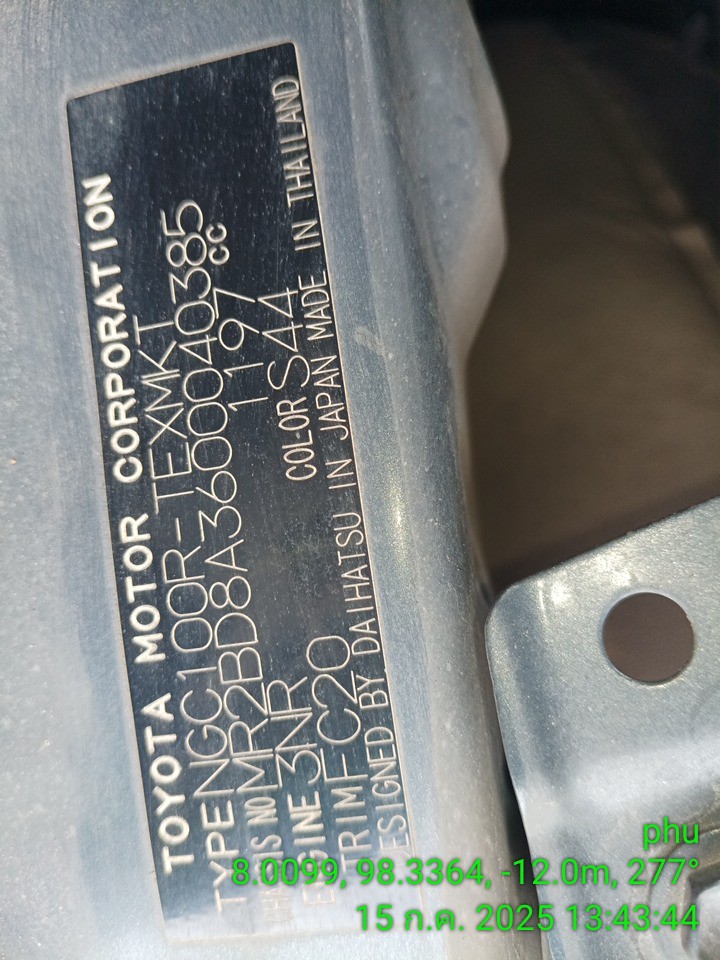 TOYOTA MOTOR CORPORATION
TYPE NGC100R-TEXMKT
CHASSIS NO MR2BD8A3600040385
ENGINE 3NR 1197 CC
TRIM FC20 COLOR S44
DESIGNED BY DAIHATSU IN JAPAN MADE IN THAILAND
phu
8.0099, 98.3364, -12.0m, 277°
15 ก.ค. 2025 13:43:44